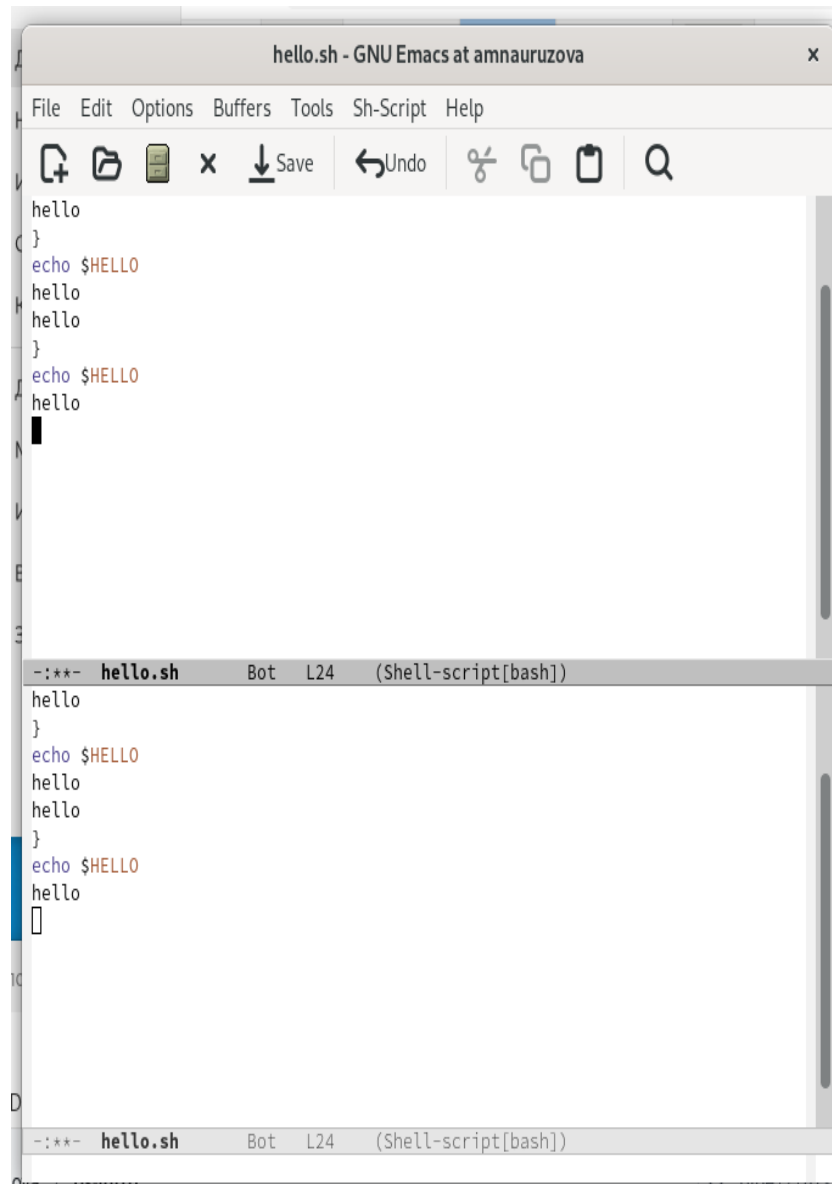 hello.sh - GNU Emacs at amnauruzova
File Edit Options Buffers Tools Sh-Script Help
Save Undo
hello
}
echo $HELLO
hello
hello
}
echo $HELLO
hello
-:**- hello.sh Bot L24 (Shell-script[bash])
hello
}
echo $HELLO
hello
hello
}
echo $HELLO
hello
-:**- hello.sh Bot L24 (Shell-script[bash])